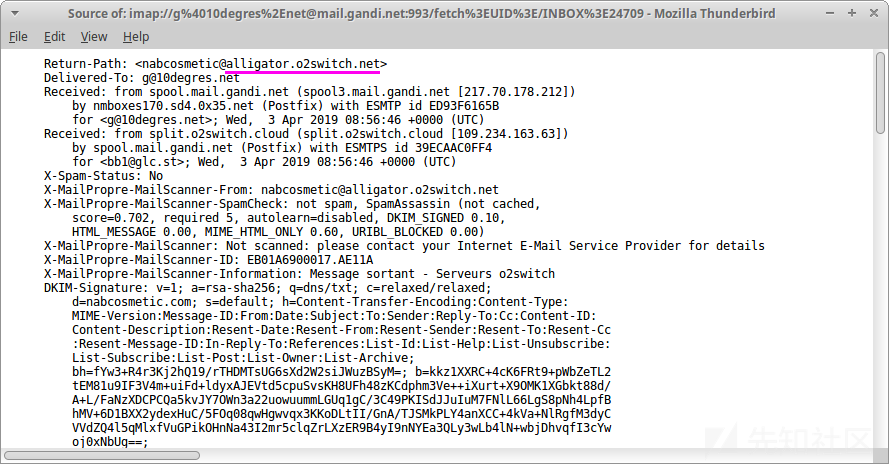 Source of: imap://g%4010degres%2Enet@mail.gandi.net:993/fetch%3EUID%3E/INBOX%3E24709 - Mozilla Thunderbird
File Edit View Help
Return-Path: <nabcosmetic@alligator.o2switch.net>
Delivered-To: g@10degres.net
Received: from spool.mail.gandi.net (spool3.mail.gandi.net [217.70.178.212])
by nmboxes170.sd4.0x35.net (Postfix) with ESMTP id ED93F6165B
for <g@10degres.net>; Wed, 3 Apr 2019 08:56:46 +0000 (UTC)
Received: from split.o2switch.cloud (split.o2switch.cloud [109.234.163.63])
by spool.mail.gandi.net (Postfix) with ESMTPS id 39ECAAC0FF4
for <bb1@glc.st>; Wed, 3 Apr 2019 08:56:46 +0000 (UTC)
X-Spam-Status: No
X-MailPropre-MailScanner-From: nabcosmetic@alligator.o2switch.net
X-MailPropre-MailScanner-SpamCheck: not spam, SpamAssassin (not cached,
score=0.702, required 5, autolearn=disabled, DKIM_SIGNED 0.10,
HTML_MESSAGE 0.00, MIME_HTML_ONLY 0.60, URIBL_BLOCKED 0.00)
X-MailPropre-MailScanner: Not scanned: please contact your Internet E-Mail Service Provider for details
X-MailPropre-MailScanner-ID: EB01A6900017.AE11A
X-MailPropre-MailScanner-Information: Message sortant - Serveurs o2switch
DKIM-Signature: v=1; a=rsa-sha256; q=dns/txt; c=relaxed/relaxed;
d=nabcosmetic.com; s=default; h=Content-Transfer-Encoding:Content-Type:
MIME-Version:Message-ID:From:Date:Subject:To:Sender:Reply-To:Cc:Content-ID:
Content-Description:Resent-Date:Resent-From:Resent-Sender:Resent-To:Resent-Cc
:Resent-Message-ID:In-Reply-To:References:List-Id:List-Help:List-Unsubscribe:
List-Subscribe:List-Post:List-Owner:List-Archive;
bh=fYw3+R4r3Kj2hQ19/rTHDMTsUG6sXd2W2siJWuzBSyM=; b=kkz1XXRC+4cK6FRt9+pWbZeTL2
tEM81u9IF3V4m+uiFd+ldyxAJEVtd5cpuSvsKH8UFh48zKCdphm3Ve++iXurt+X9OMK1XGbkt88d/
A+L/FaNzXDCPCQa5kvJY7OWn3a22uowuummLGUq1gC/3C49PKISdJJuIuM7FNlL66LgS8pNh4LpfB
hMV+6D1BXX2ydexHuC/5FOq08qwHgwvqx3KKoDLtII/GnA/TJSMkPLY4anXCC+4kVa+NlRgfM3dyC
VVdZQ4l5qMlxfVuGPikOHnNa43I2mr5clqZrLXzER9B4yI9nNYEa3QLy3wLb4lN+wbjDhvqfI3cYw
oj0xNbUg==;
先知社区